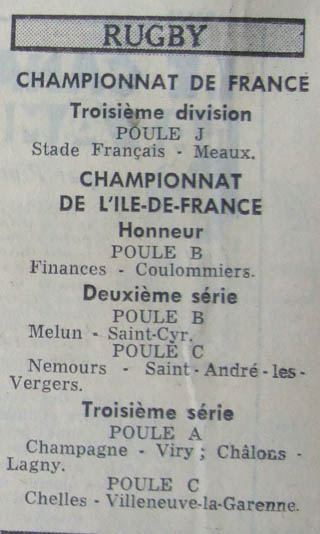 RUGBY
CHAMPIONNAT DE FRANCE
Troisième division
POULE J
Stade Français - Meaux.
CHAMPIONNAT
DE L'ILE-DE-FRANCE
Honneur
POULE B
Finances - Coulommiers.
Deuxième série
POULE B
Melun - Saint-Cyr.
POULE C
Nemours - Saint-André-les-
Vergers.
Troisième série
POULE A
Champagne - Viry ; Châlons -
Lagny.
POULE C
Chelles - Villeneuve-la-Garenne.